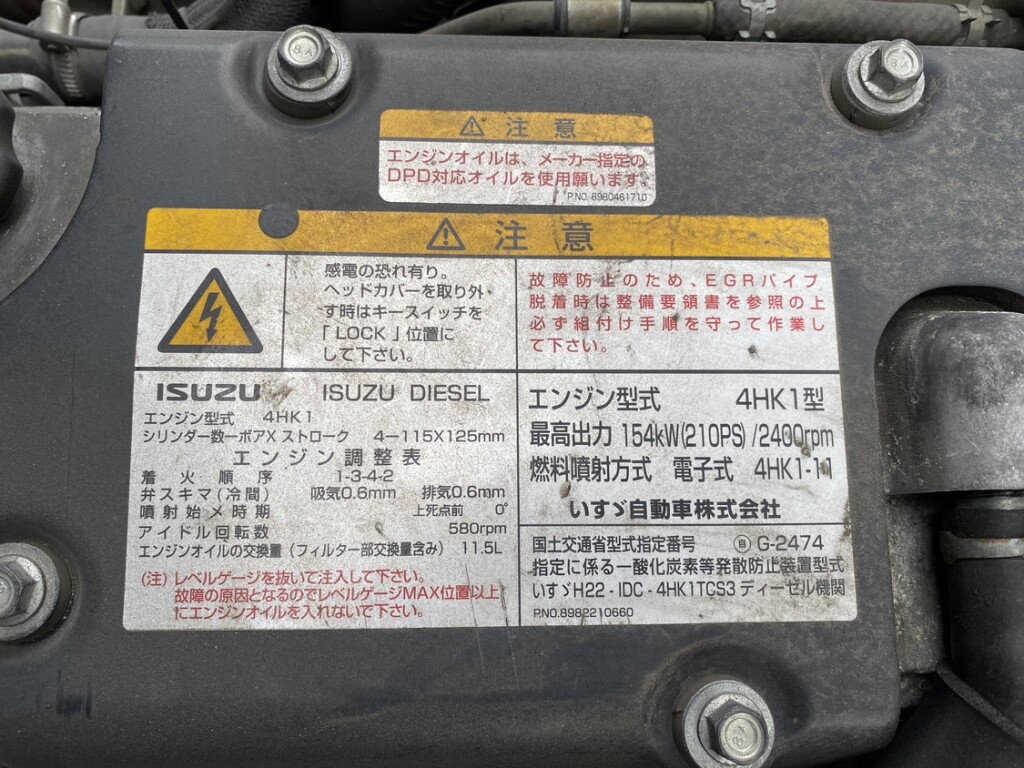 注意
エンジンオイルは、メーカー指定の
DPD対応オイルを使用願います。
P.NO. 8980461710
注意
感電の恐れ有り。
ヘッドカバーを取り外
す時はキースイッチを
「LOCK」位置に
して下さい。
故障防止のため、EGRパイプ
脱着時は整備要領書を参照の上
必ず組付け手順を守って作業し
て下さい。
ISUZU ISUZU DIESEL
エンジン型式 4HK1
シリンダー数ーボアX ストローク 4-115X125mm
エンジン調整表
着火順序 1-3-4-2
弁スキマ(冷間) 吸気0.6mm 排気0.6mm
噴射始メ時期 上死点前 0°
アイドル回転数 580rpm
エンジンオイルの交換量(フィルター部交換量含み) 11.5L
(注)レベルゲージを抜いて注入して下さい。
故障の原因となるのでレベルゲージMAX位置以上
にエンジンオイルを入れないで下さい。
エンジン型式 4HK1型
最高出力 154kW(210PS)/2400rpm
燃料噴射方式 電子式 4HK1-11
いすゞ自動車株式会社
国土交通省型式指定番号 ㊐ G-2474
指定に係る一酸化炭素等発散防止装置型式
いすゞH22-IDC-4HK1TCS3 ディーゼル機関
P.NO.8982210660